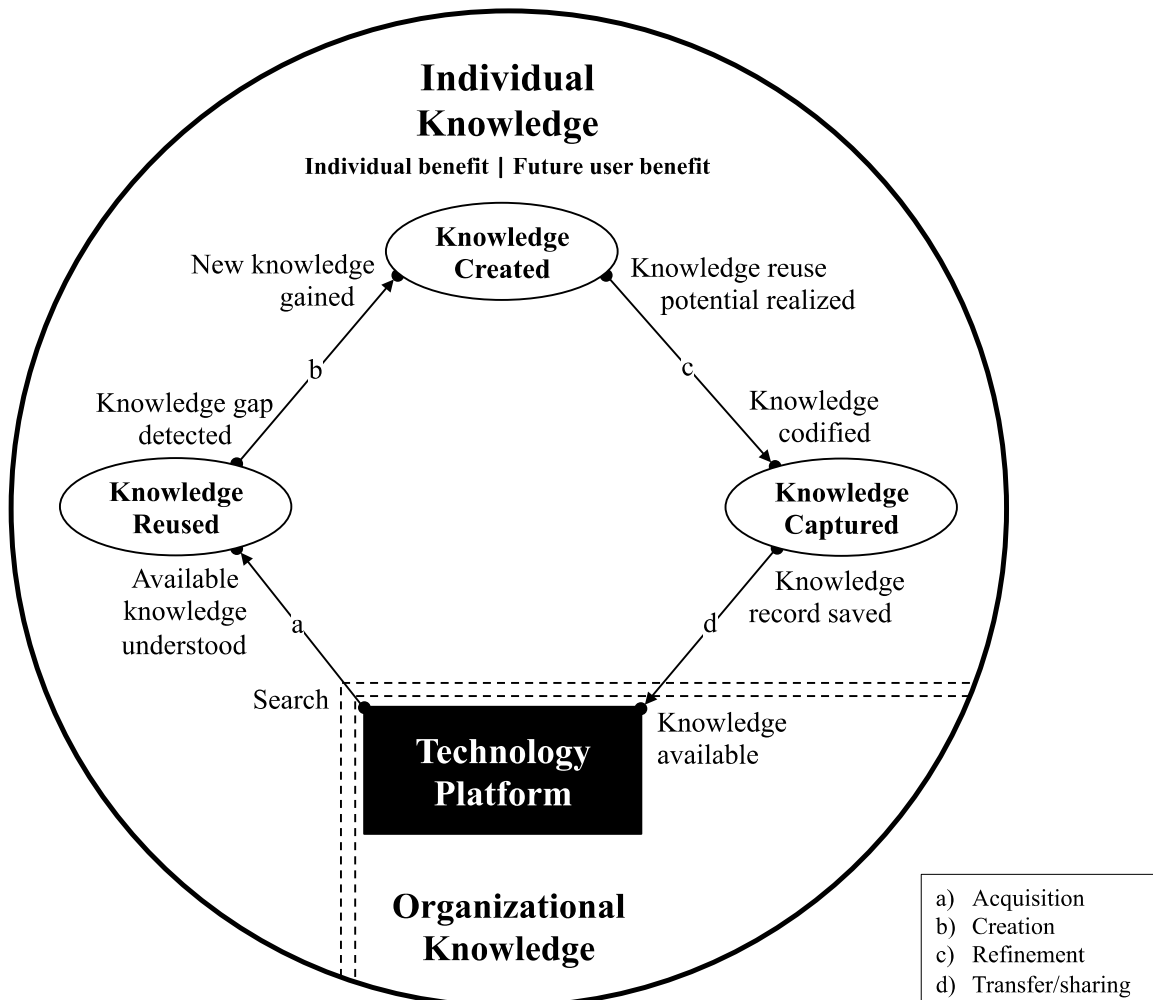 Individual
Knowledge
Individual benefit | Future user benefit
Knowledge
Created
New knowledge
gained
Knowledge reuse
potential realized
b
c
Knowledge gap
detected
Knowledge
codified
Knowledge
Reused
Knowledge
Captured
Available
knowledge
understood
Knowledge
record saved
a
d
Search
Knowledge
available
Technology
Platform
Organizational
Knowledge
a) Acquisition
b) Creation
c) Refinement
d) Transfer/sharing